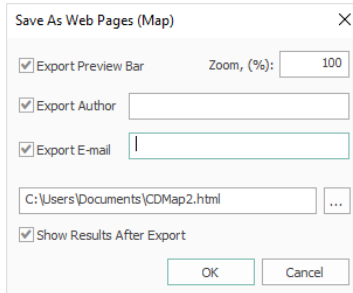 Save As Web Pages (Map)
Export Preview Bar Zoom, (%): 100
Export Author
Export E-mail
C:\Users\Documents\CDMap2.html ...
Show Results After Export
OK Cancel